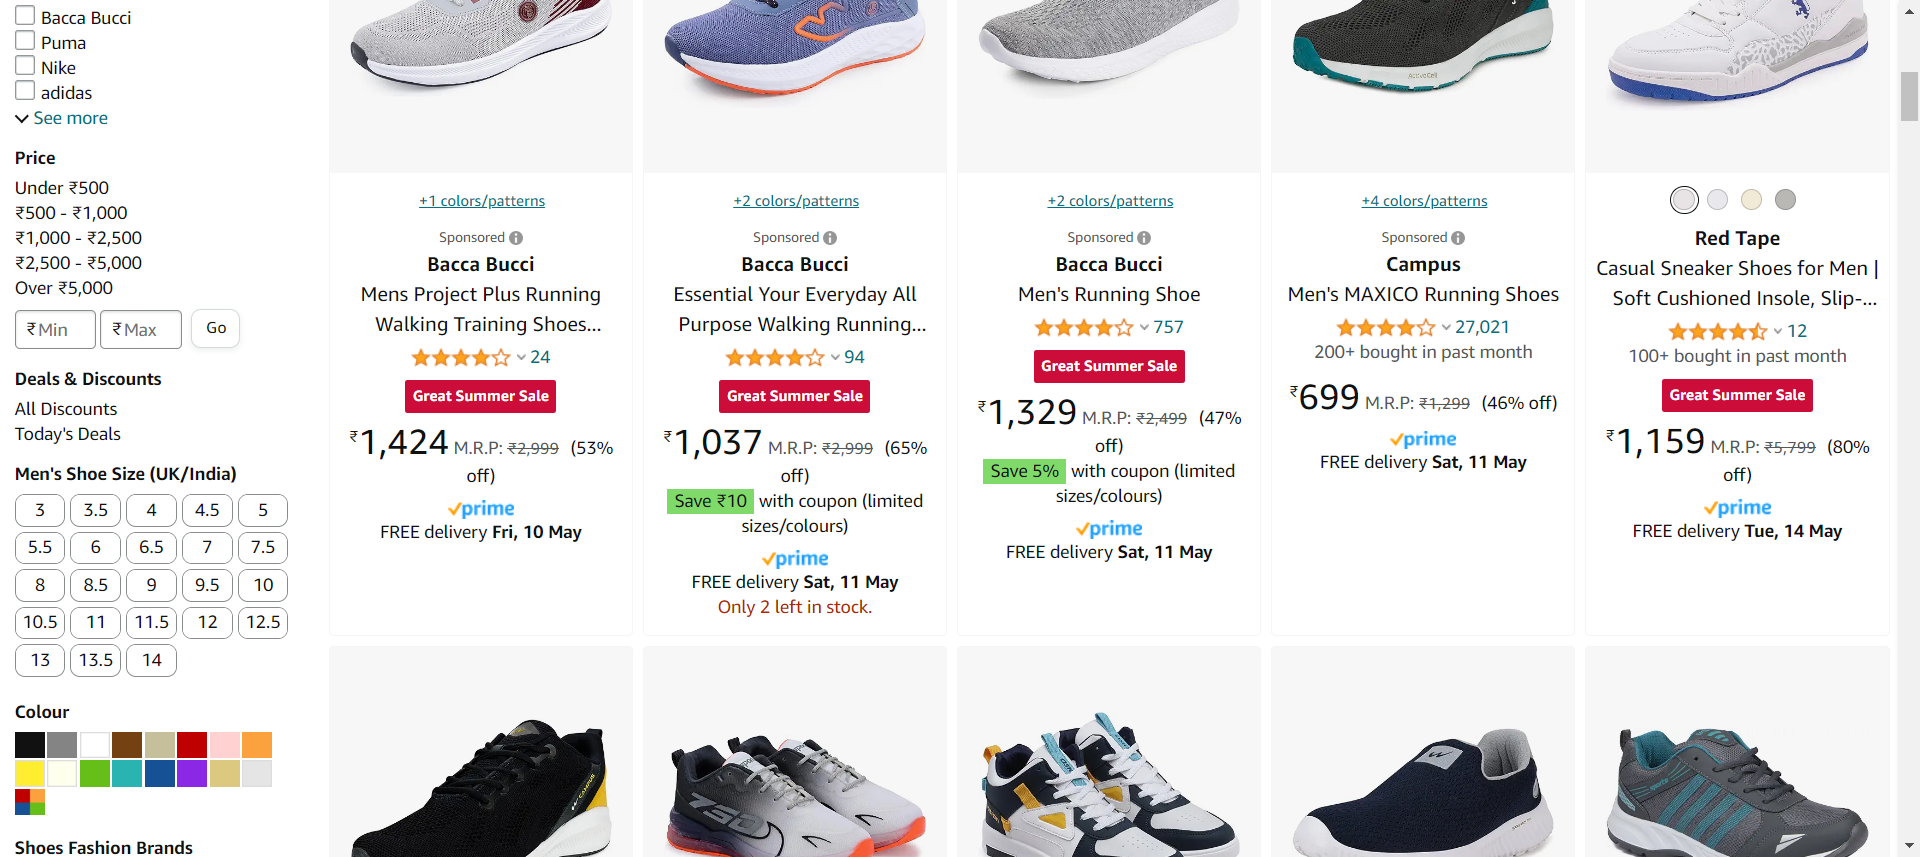 Bacca Bucci
Puma
Nike
adidas
See more
Price
Under ₹500
₹500 - ₹1,000
₹1,000 - ₹2,500
₹2,500 - ₹5,000
Over ₹5,000
₹ Min ₹ Max Go
Deals & Discounts
All Discounts
Today's Deals
Men's Shoe Size (UK/India)
3 3.5 4 4.5 5
5.5 6 6.5 7 7.5
8 8.5 9 9.5 10
10.5 11 11.5 12 12.5
13 13.5 14
Colour
Shoes Fashion Brands
+1 colors/patterns
Sponsored
Bacca Bucci
Mens Project Plus Running
Walking Training Shoes...
24
Great Summer Sale
₹1,424 M.R.P: ₹2,999 (53%
off)
prime
FREE delivery Fri, 10 May
+2 colors/patterns
Sponsored
Bacca Bucci
Essential Your Everyday All
Purpose Walking Running...
94
Great Summer Sale
₹1,037 M.R.P: ₹2,999 (65%
off)
Save ₹10 with coupon (limited
sizes/colours)
prime
FREE delivery Sat, 11 May
Only 2 left in stock.
+2 colors/patterns
Sponsored
Bacca Bucci
Men's Running Shoe
757
Great Summer Sale
₹1,329 M.R.P: ₹2,499 (47%
off)
Save 5% with coupon (limited
sizes/colours)
prime
FREE delivery Sat, 11 May
+4 colors/patterns
Sponsored
Campus
Men's MAXICO Running Shoes
27,021
200+ bought in past month
₹699 M.R.P: ₹1,299 (46% off)
prime
FREE delivery Sat, 11 May
Red Tape
Casual Sneaker Shoes for Men |
Soft Cushioned Insole, Slip-...
12
100+ bought in past month
Great Summer Sale
₹1,159 M.R.P: ₹5,799 (80%
off)
prime
FREE delivery Tue, 14 May
CAMPUS
750